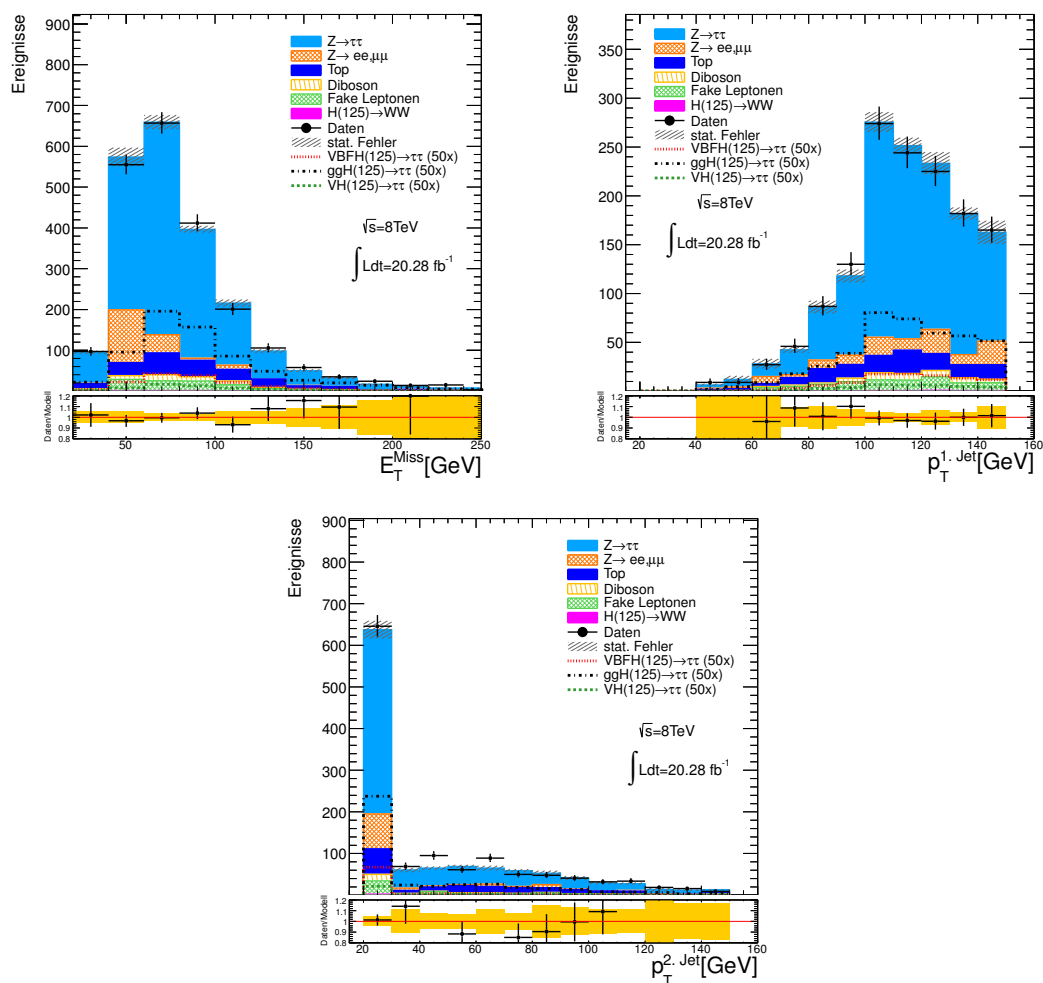 Ereignisse
900
800
700
600
500
400
300
200
100
Z→ττ
Z→ ee,μμ
Top
Diboson
Fake Leptonen
H(125)→WW
Daten
stat. Fehler
VBFH(125)→ττ (50x)
ggH(125)→ττ (50x)
VH(125)→ττ (50x)
√s=8TeV
∫ Ldt=20.28 fb⁻¹
Daten/Modell
1.2
1.1
1
0.9
0.8
50 100 150 200 250
E_T^Miss[GeV]
Ereignisse
350
300
250
200
150
100
50
Z→ττ
Z→ ee,μμ
Top
Diboson
Fake Leptonen
H(125)→WW
Daten
stat. Fehler
VBFH(125)→ττ (50x)
ggH(125)→ττ (50x)
VH(125)→ττ (50x)
√s=8TeV
∫ Ldt=20.28 fb⁻¹
Daten/Modell
1.2
1.1
1
0.9
0.8
20 40 60 80 100 120 140 160
p_T^1. Jet[GeV]
Ereignisse
900
800
700
600
500
400
300
200
100
Z→ττ
Z→ ee,μμ
Top
Diboson
Fake Leptonen
H(125)→WW
Daten
stat. Fehler
VBFH(125)→ττ (50x)
ggH(125)→ττ (50x)
VH(125)→ττ (50x)
√s=8TeV
∫ Ldt=20.28 fb⁻¹
Daten/Modell
1.2
1.1
1
0.9
0.8
20 40 60 80 100 120 140 160
p_T^2. Jet[GeV]